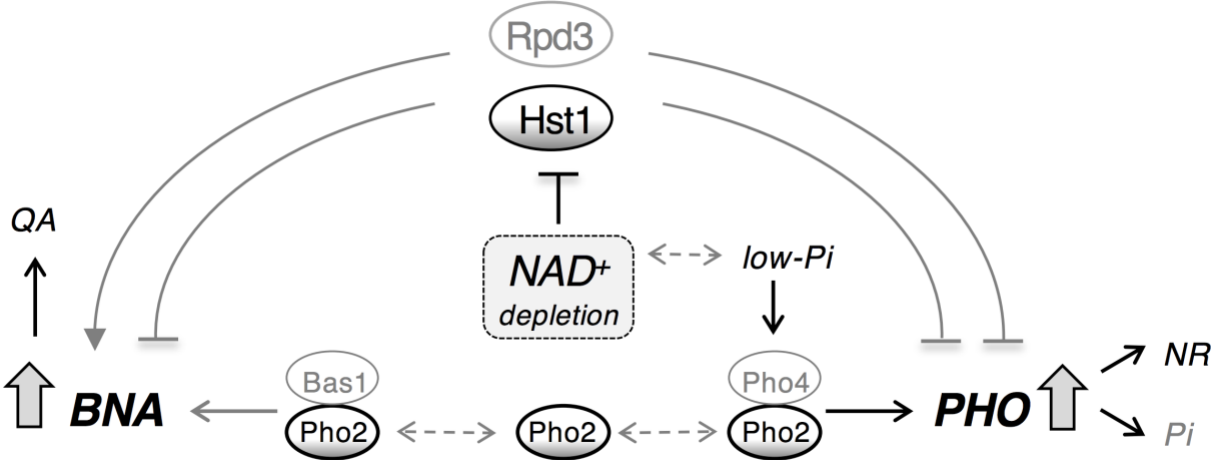 Rpd3
Hst1
QA
NAD+
depletion
low-Pi
BNA
Bas1
Pho2
Pho2
Pho4
Pho2
PHO
NR
Pi